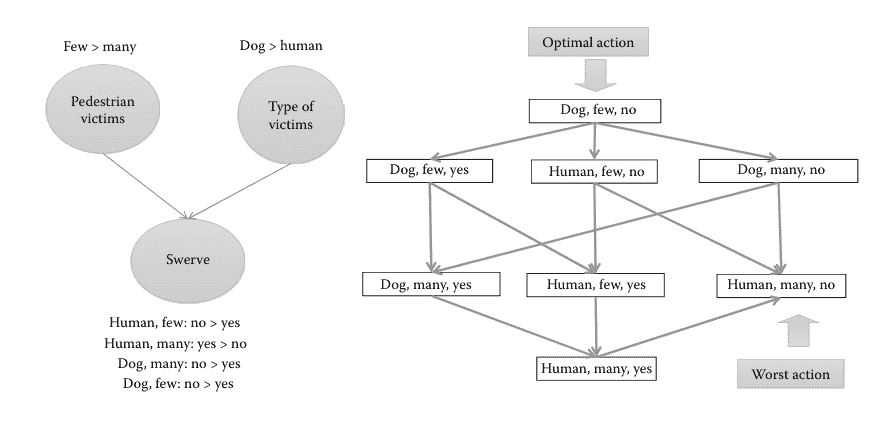 Few > many
Dog > human
Pedestrian
victims
Type of
victims
Swerve
Human, few: no > yes
Human, many: yes > no
Dog, many: no > yes
Dog, few: no > yes
Optimal action
Dog, few, no
Dog, few, yes
Human, few, no
Dog, many, no
Dog, many, yes
Human, few, yes
Human, many, no
Human, many, yes
Worst action